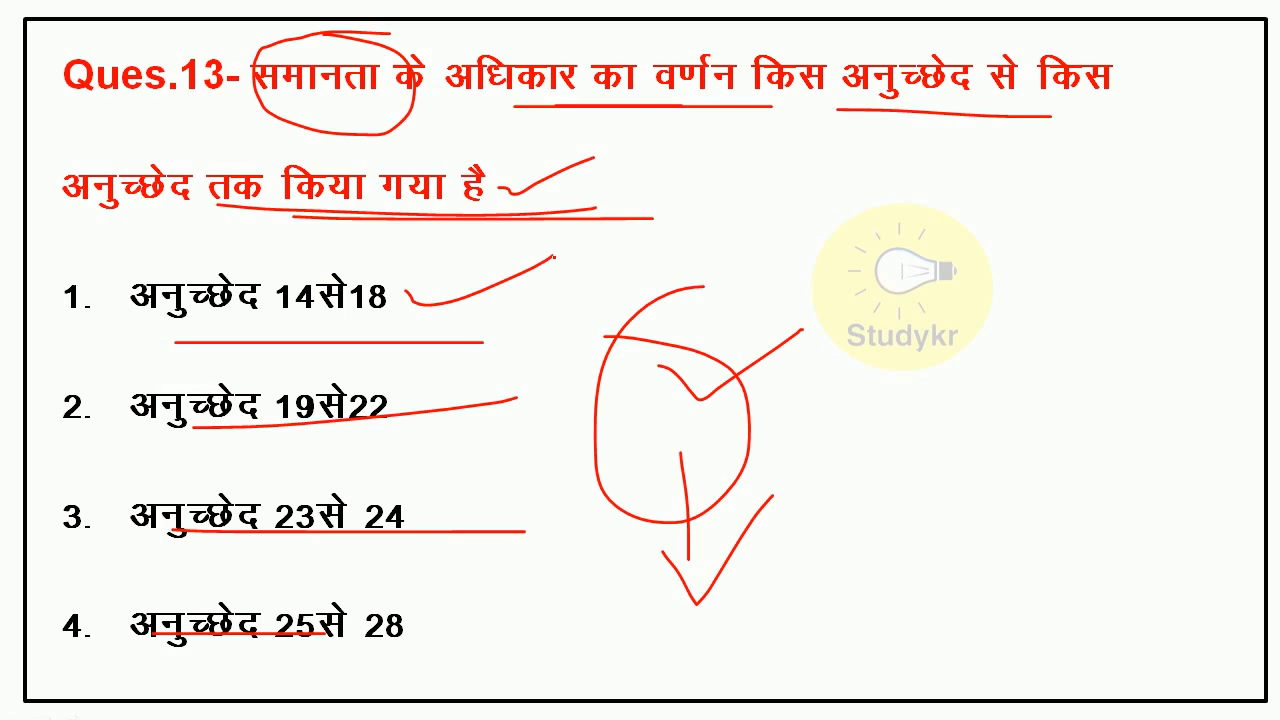 Ques.13- समानता के अधिकार का वर्णन किस अनुच्छेद से किस
अनुच्छेद तक किया गया है
1. अनुच्छेद 14से18
2. अनुच्छेद 19से22
3. अनुच्छेद 23से 24
4. अनुच्छेद 25से 28
Studykr